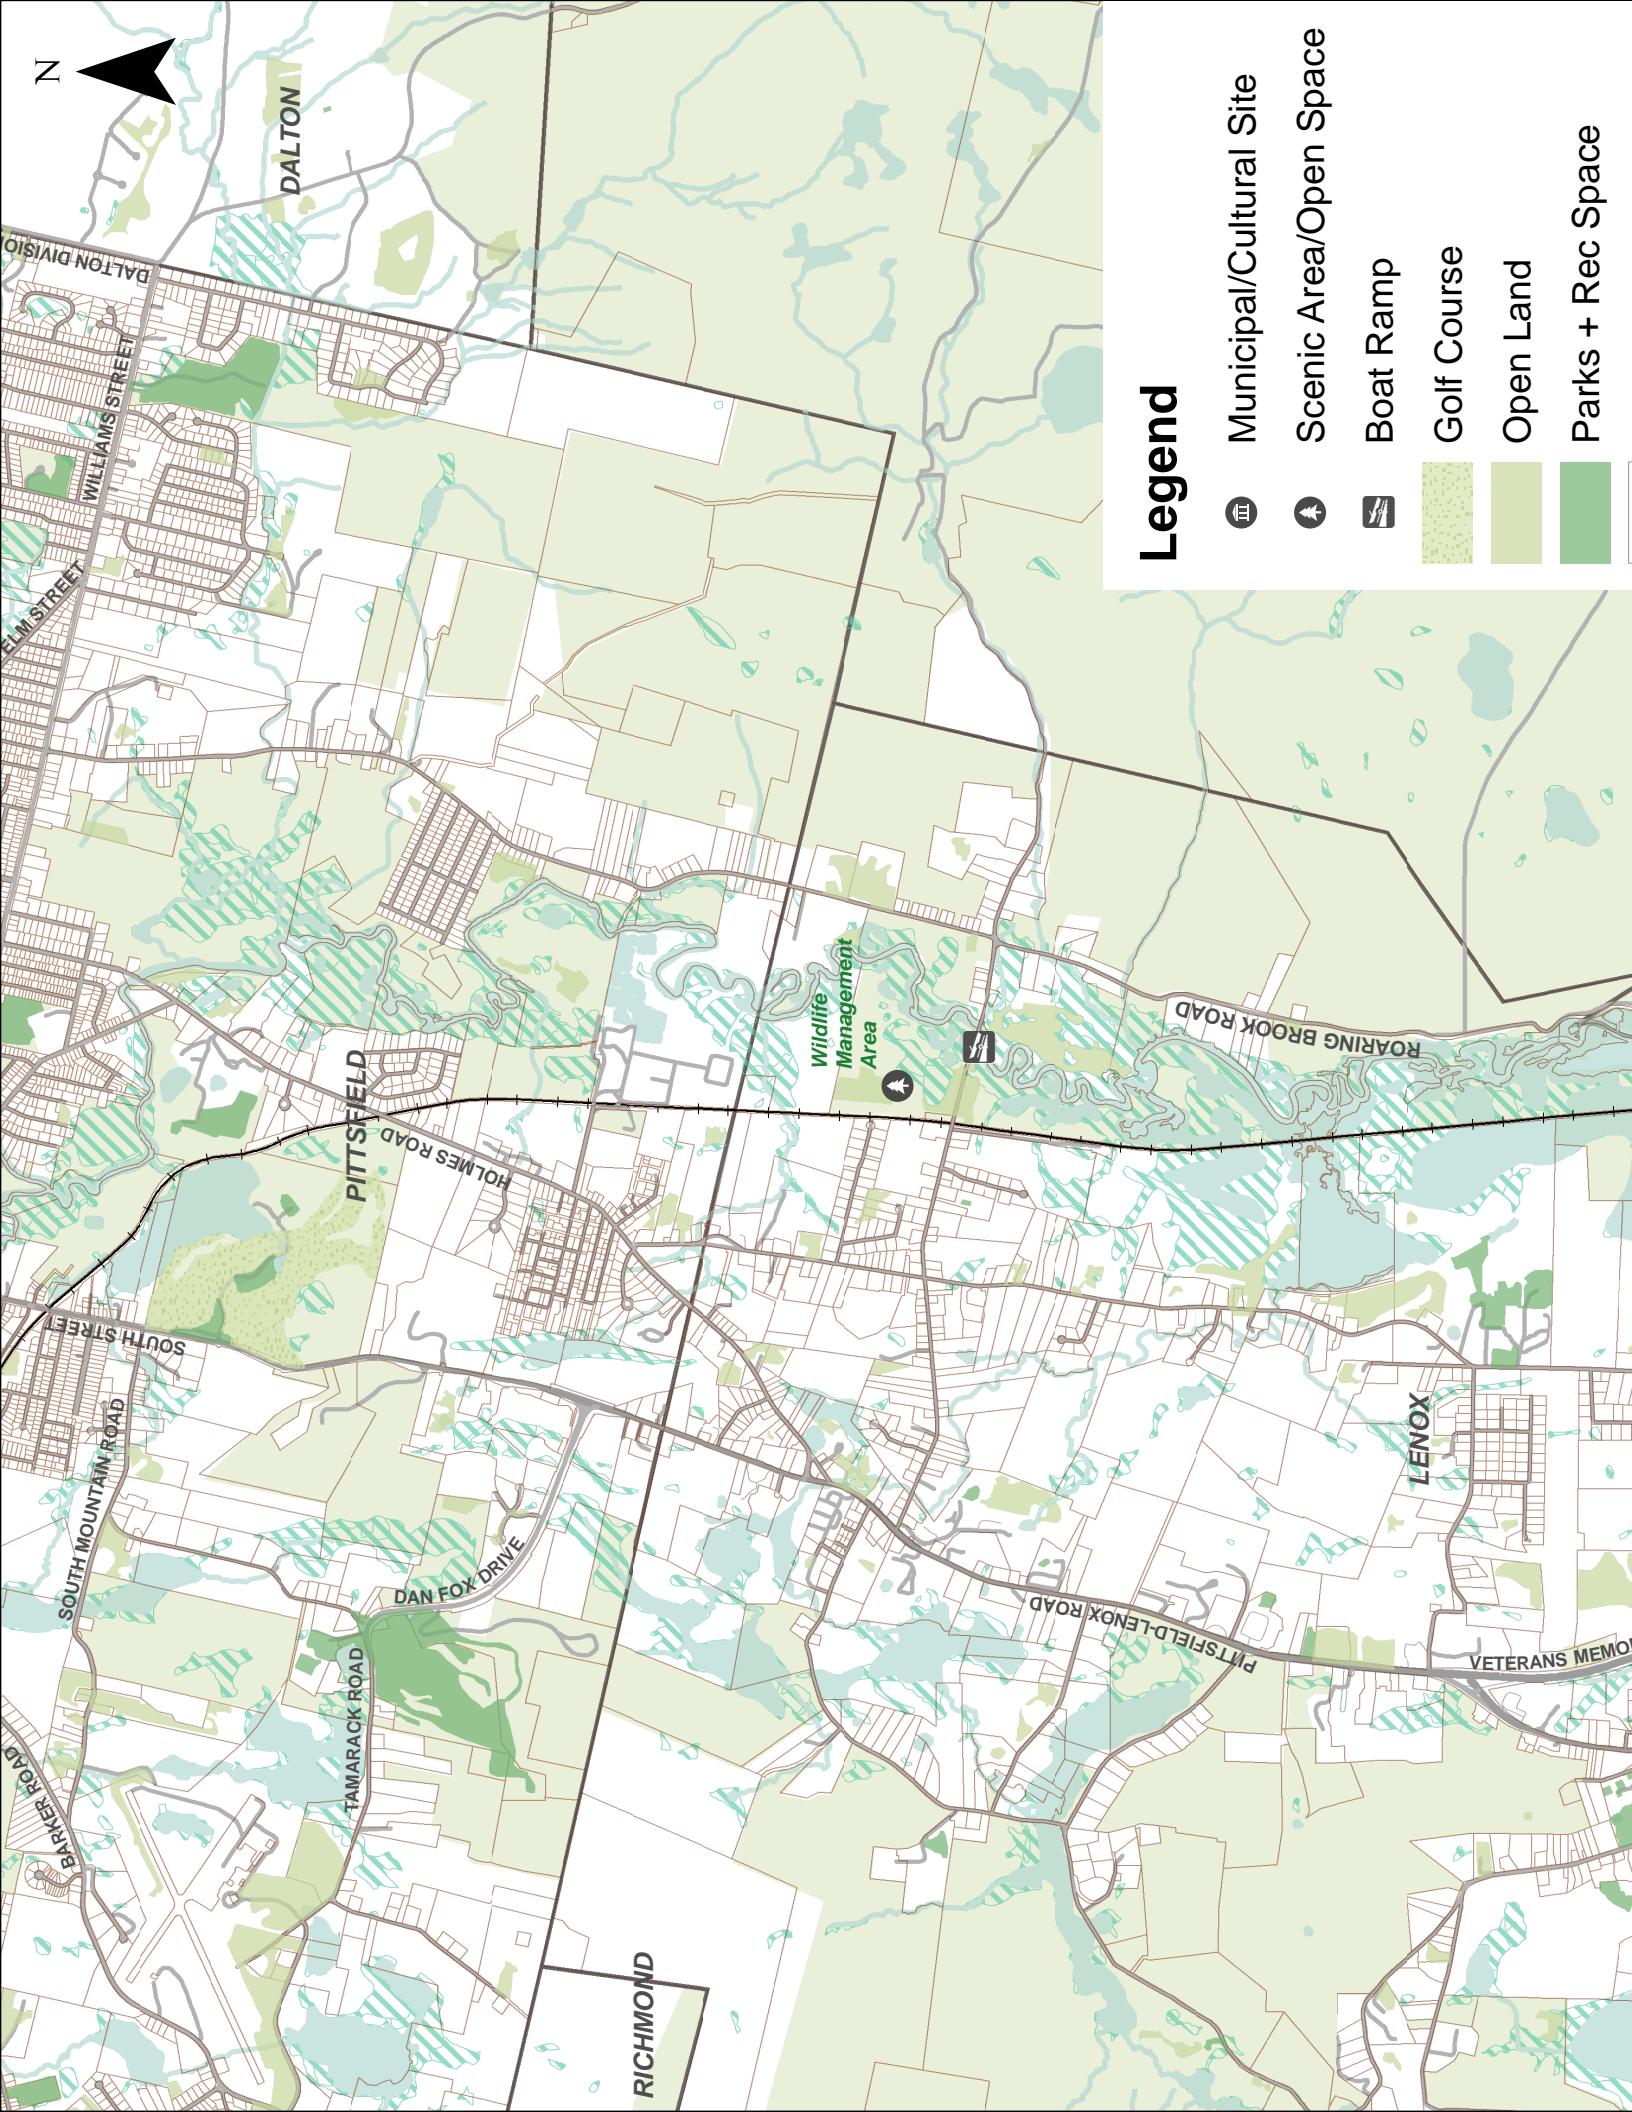 N
DALTON
DALTON DIVISION
WILLIAMS STREET
ELM STREET
PITTSFIELD
HOLMES ROAD
SOUTH STREET
SOUTH MOUNTAIN ROAD
DAN FOX DRIVE
TAMARACK ROAD
BARKER ROAD
RICHMOND
Wildlife
Management
Area
ROARING BROOK ROAD
PITTSFIELD-LENOX ROAD
LENOX
VETERANS MEMO
Legend
Municipal/Cultural Site
Scenic Area/Open Space
Boat Ramp
Golf Course
Open Land
Parks + Rec Space